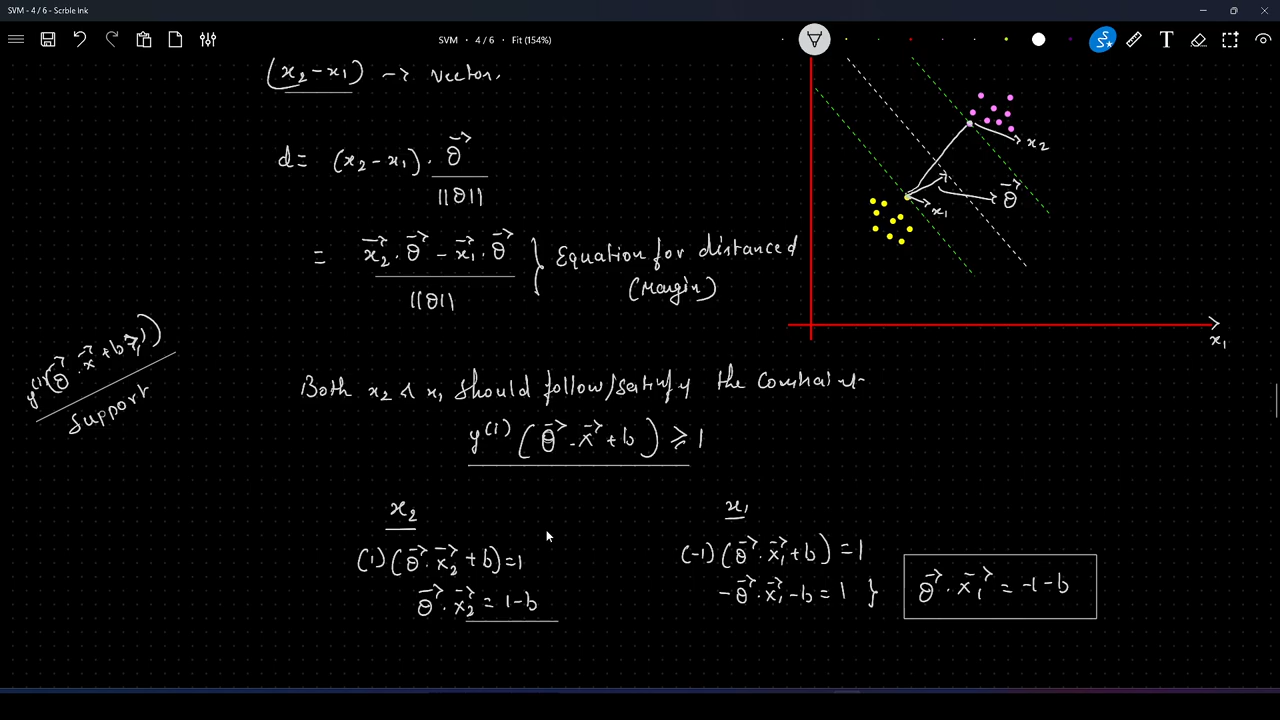 SVM - 4 / 6 - Scrble Ink
SVM • 4 / 6 • Fit (154%)
(x₂-x₁) → vector.
d = (x₂-x₁) . θ⃗ / ||θ||
= x⃗₂ . θ⃗ - x⃗₁ . θ⃗ / ||θ|| } Equation for distanced
(Margin)
x₂
θ⃗
x₁
x₁
y⁽ⁱ⁾(θ⃗ . x⃗ + b ≥ 1)
Support
Both x₂ & x₁ should follow/satisfy the constraint
y⁽ⁱ⁾ (θ⃗ . x⃗ + b) ≥ 1
x₂
(1)(θ⃗ . x⃗₂ + b) = 1
θ⃗ . x⃗₂ = 1-b
x₁
(-1)(θ⃗ . x⃗₁ + b) = 1
-θ⃗ . x⃗₁ - b = 1 }
θ⃗ . x⃗₁ = -1-b